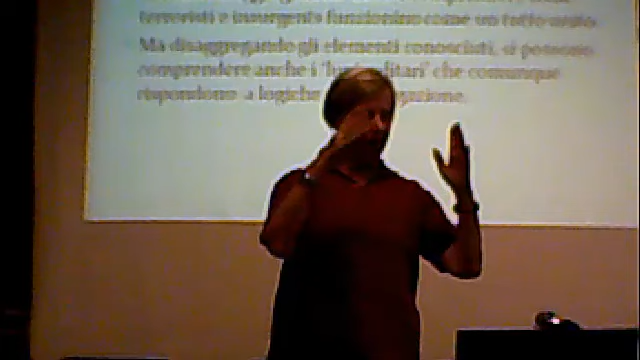 terroristi e insurgents funzionino come un tutto unito.
Ma disaggregando gli elementi conosciuti, si possono
comprendere anche i 'lupi solitari' che comunque
rispondono a logiche